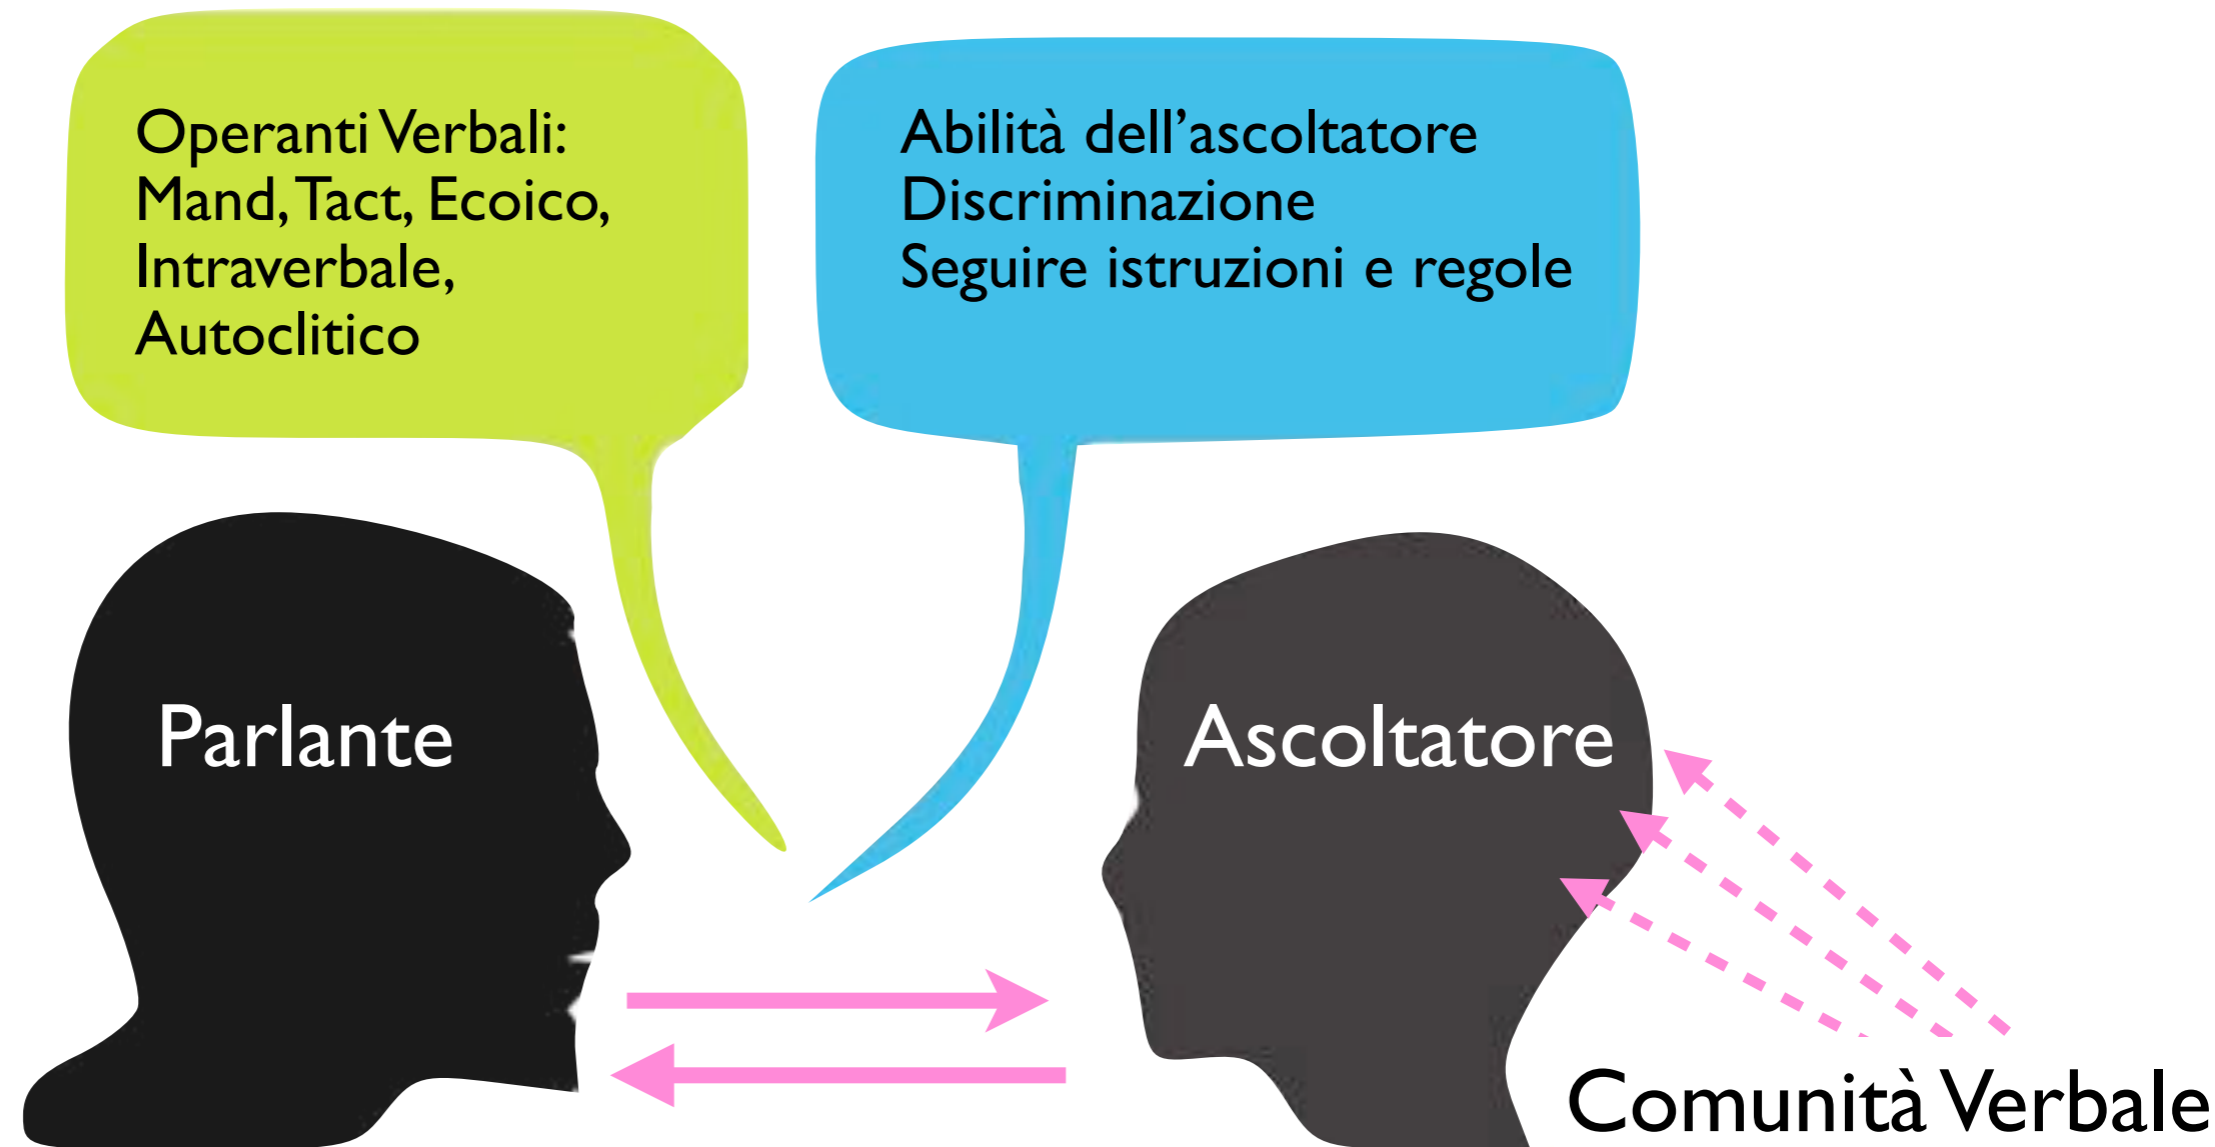 Operanti Verbali:
Mand, Tact, Ecoico,
Intraverbale,
Autoclitico
Abilità dell’ascoltatore
Discriminazione
Seguire istruzioni e regole
Parlante
Ascoltatore
Comunità Verbale